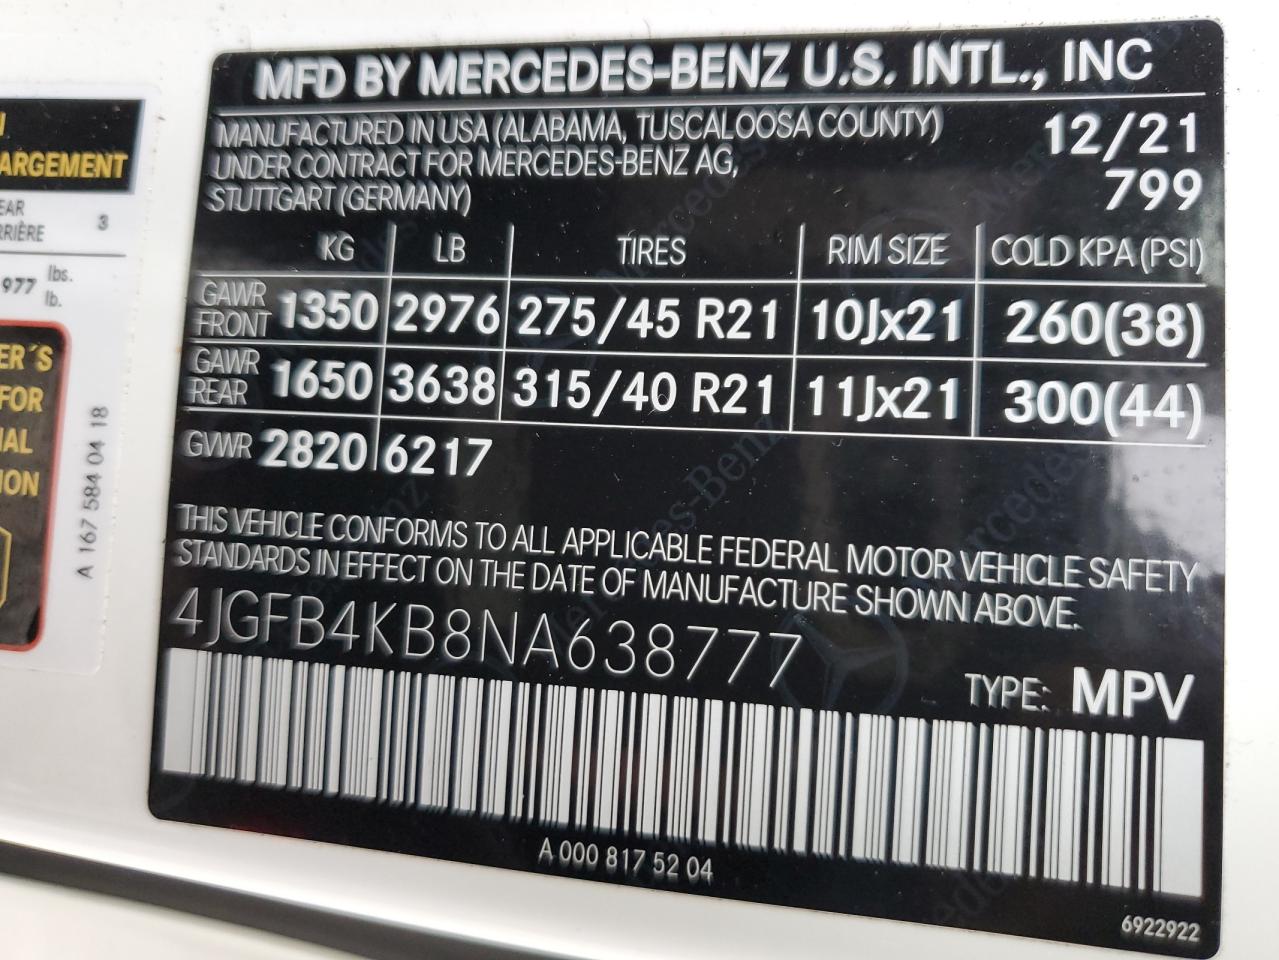 ARGEMENT
EAR
RRIÈRE 3
977 lbs.
lb.
ER´S
FOR
ION
A 167 584 04 18
MFD BY MERCEDES-BENZ U.S. INTL., INC
MANUFACTURED IN USA (ALABAMA, TUSCALOOSA COUNTY) 12/21
UNDER CONTRACT FOR MERCEDES-BENZ AG, 799
STUTTGART (GERMANY)
KG LB TIRES RIM SIZE COLD KPA (PSI)
GAWR FRONT 1350 2976 275/45 R21 10Jx21 260(38)
GAWR REAR 1650 3638 315/40 R21 11Jx21 300(44)
GVWR 2820 6217
THIS VEHICLE CONFORMS TO ALL APPLICABLE FEDERAL MOTOR VEHICLE SAFETY
STANDARDS IN EFFECT ON THE DATE OF MANUFACTURE SHOWN ABOVE.
4JGFB4KB8NA638777
TYPE: MPV
A 000 817 52 04
6922922